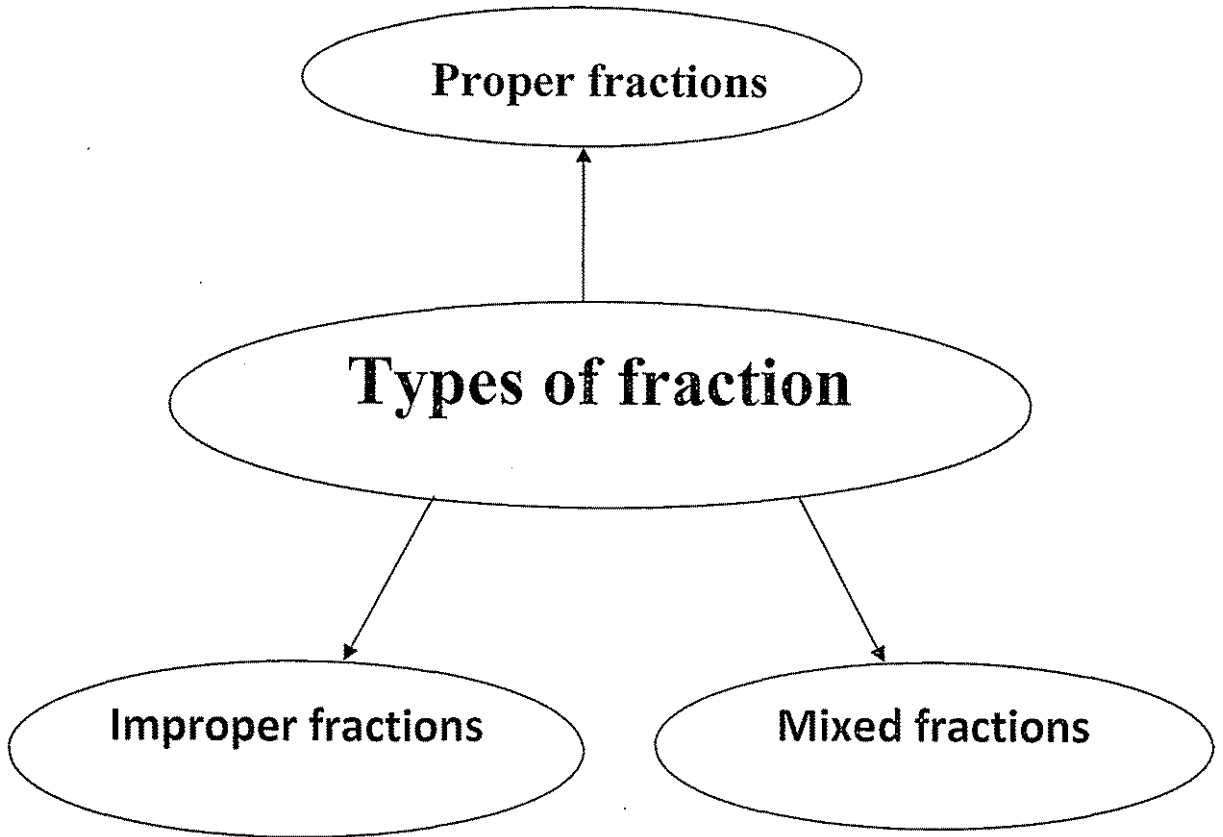 Proper fractions
Types of fraction
Improper fractions
Mixed fractions